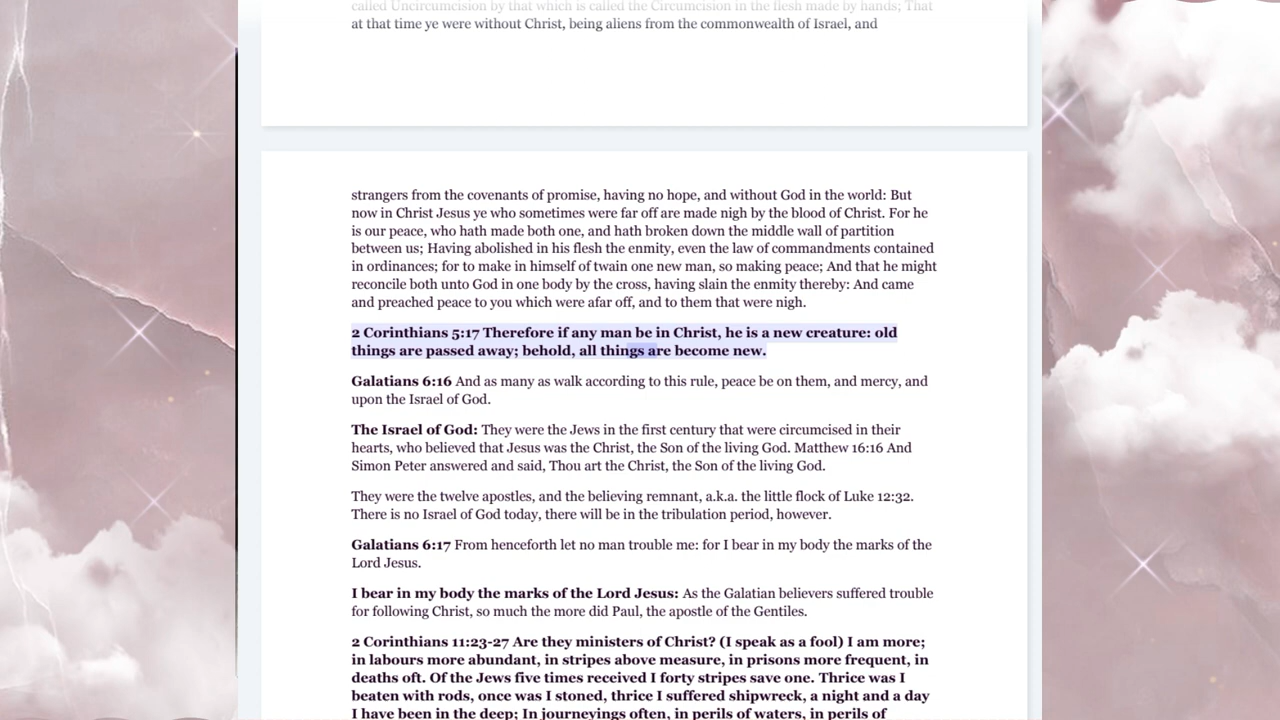 called Uncircumcision by that which is called the Circumcision in the flesh made by hands; That
at that time ye were without Christ, being aliens from the commonwealth of Israel, and
strangers from the covenants of promise, having no hope, and without God in the world: But
now in Christ Jesus ye who sometimes were far off are made nigh by the blood of Christ. For he
is our peace, who hath made both one, and hath broken down the middle wall of partition
between us; Having abolished in his flesh the enmity, even the law of commandments contained
in ordinances; for to make in himself of twain one new man, so making peace; And that he might
reconcile both unto God in one body by the cross, having slain the enmity thereby: And came
and preached peace to you which were afar off, and to them that were nigh.
2 Corinthians 5:17 Therefore if any man be in Christ, he is a new creature: old
things are passed away; behold, all things are become new.
Galatians 6:16 And as many as walk according to this rule, peace be on them, and mercy, and
upon the Israel of God.
The Israel of God: They were the Jews in the first century that were circumcised in their
hearts, who believed that Jesus was the Christ, the Son of the living God. Matthew 16:16 And
Simon Peter answered and said, Thou art the Christ, the Son of the living God.
They were the twelve apostles, and the believing remnant, a.k.a. the little flock of Luke 12:32.
There is no Israel of God today, there will be in the tribulation period, however.
Galatians 6:17 From henceforth let no man trouble me: for I bear in my body the marks of the
Lord Jesus.
I bear in my body the marks of the Lord Jesus: As the Galatian believers suffered trouble
for following Christ, so much the more did Paul, the apostle of the Gentiles.
2 Corinthians 11:23-27 Are they ministers of Christ? (I speak as a fool) I am more;
in labours more abundant, in stripes above measure, in prisons more frequent, in
deaths oft. Of the Jews five times received I forty stripes save one. Thrice was I
beaten with rods, once was I stoned, thrice I suffered shipwreck, a night and a day
I have been in the deep; In journeyings often, in perils of waters, in perils of